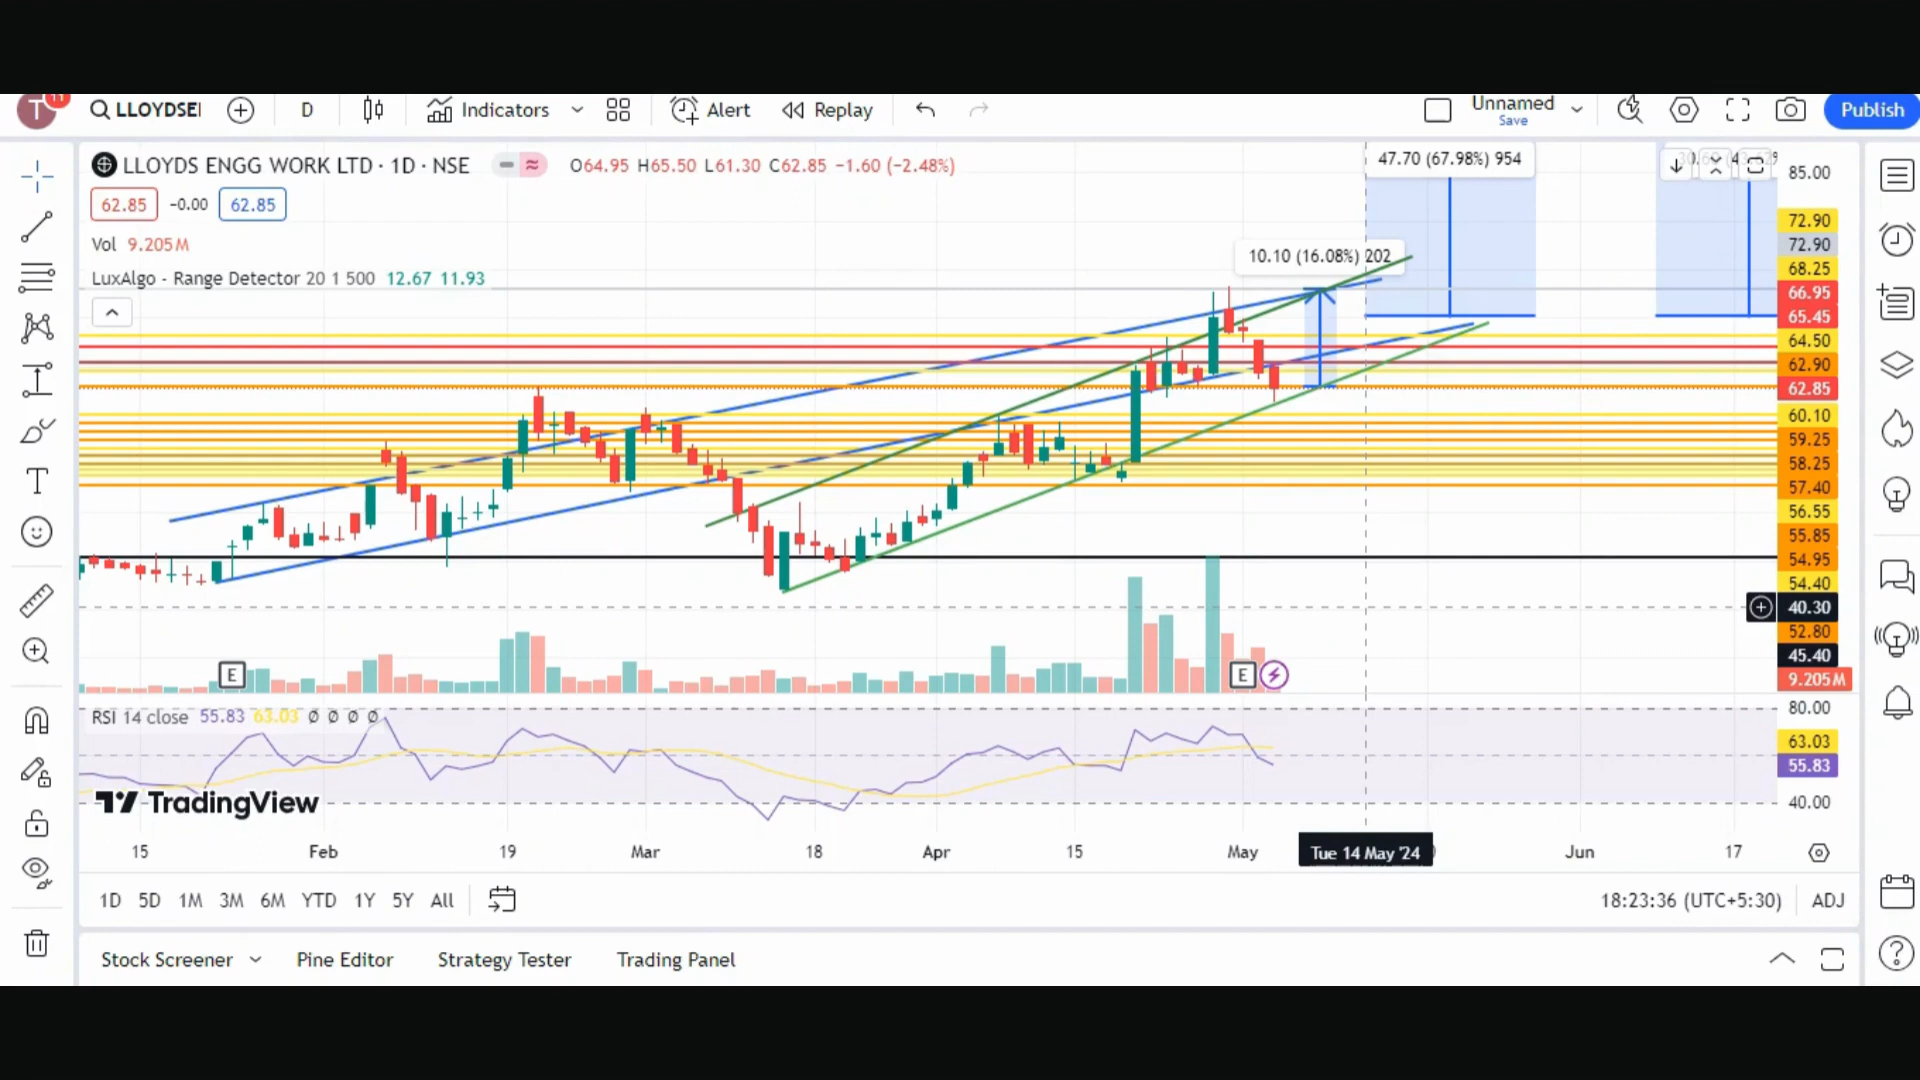 T 11 LLOYDSEI D Indicators Alert Replay Unnamed Save Publish
LLOYDS ENGG WORK LTD · 1D · NSE O64.95 H65.50 L61.30 C62.85 −1.60 (−2.48%)
62.85 −0.00 62.85
Vol 9.205M
LuxAlgo - Range Detector 20 1 500 12.67 11.93
47.70 (67.98%) 954
10.10 (16.08%) 202
85.00
72.90
72.90
68.25
66.95
65.45
64.50
62.90
62.85
60.10
59.25
58.25
57.40
56.55
55.85
54.95
54.40
40.30
52.80
45.40
9.205M
E E
RSI 14 close 55.83 63.03 Ø Ø Ø Ø
80.00
63.03
55.83
40.00
TradingView
15 Feb 19 Mar 18 Apr 15 May Tue 14 May '24 Jun 17
1D 5D 1M 3M 6M YTD 1Y 5Y All 18:23:36 (UTC+5:30) ADJ
Stock Screener Pine Editor Strategy Tester Trading Panel